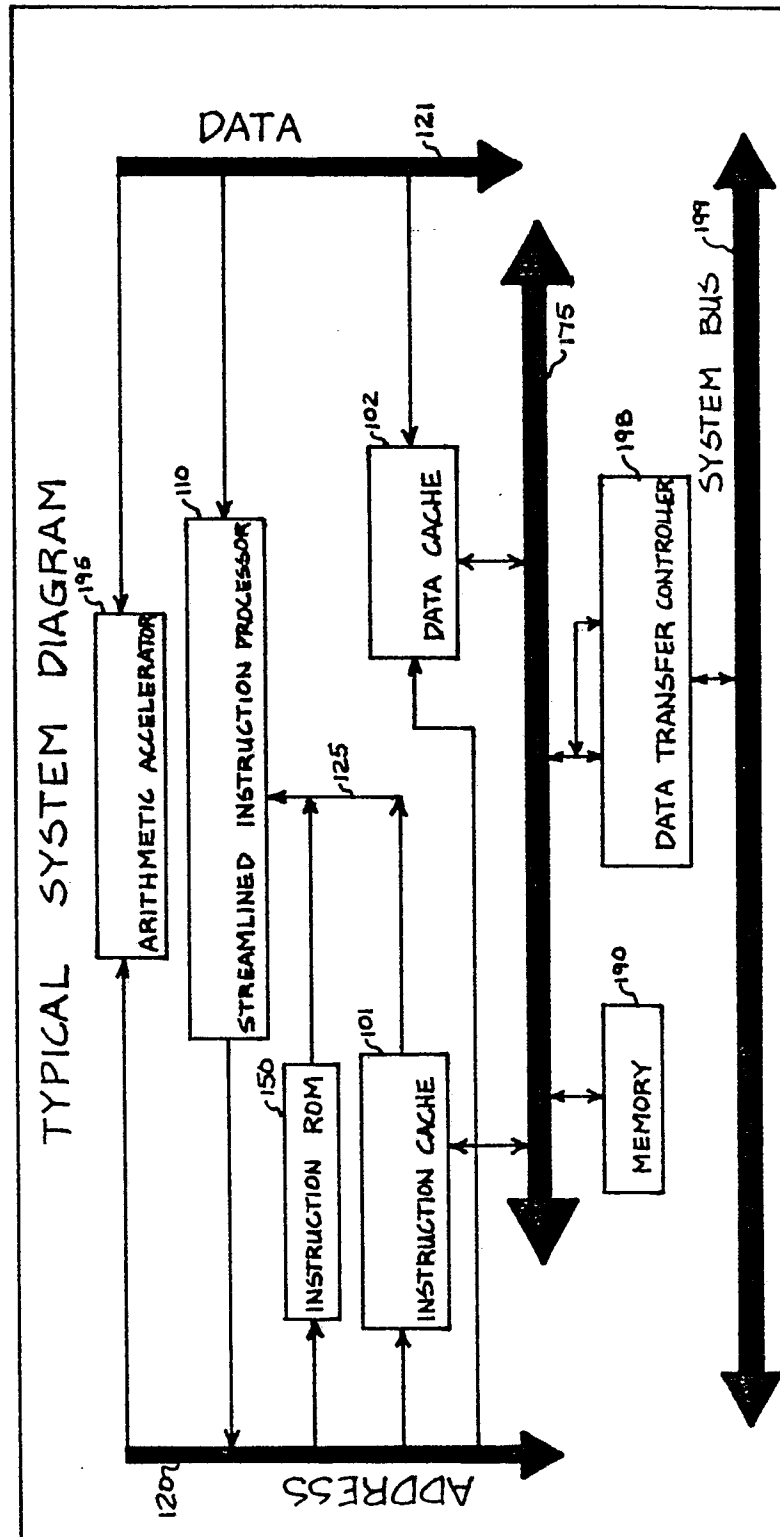 TYPICAL SYSTEM DIAGRAM
195
ARITHMETIC ACCELERATOR
DATA
120
110
STREAMLINED INSTRUCTION PROCESSOR
150
INSTRUCTION ROM
125
101
INSTRUCTION CACHE
102
DATA CACHE
121
ADDRESS
175
190
MEMORY
198
DATA TRANSFER CONTROLLER
SYSTEM BUS
199